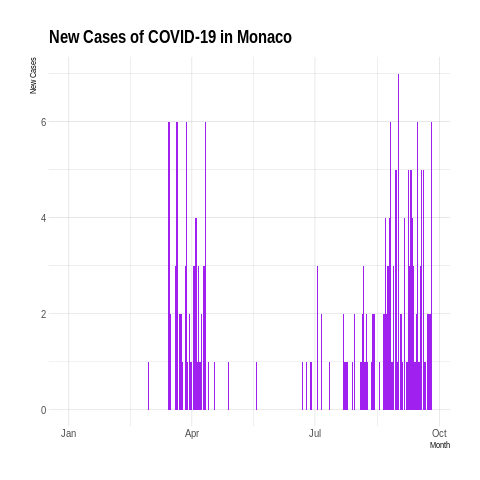 New Cases of COVID-19 in Monaco
New Cases
6
4
2
0
Jan Apr Jul Oct
Month